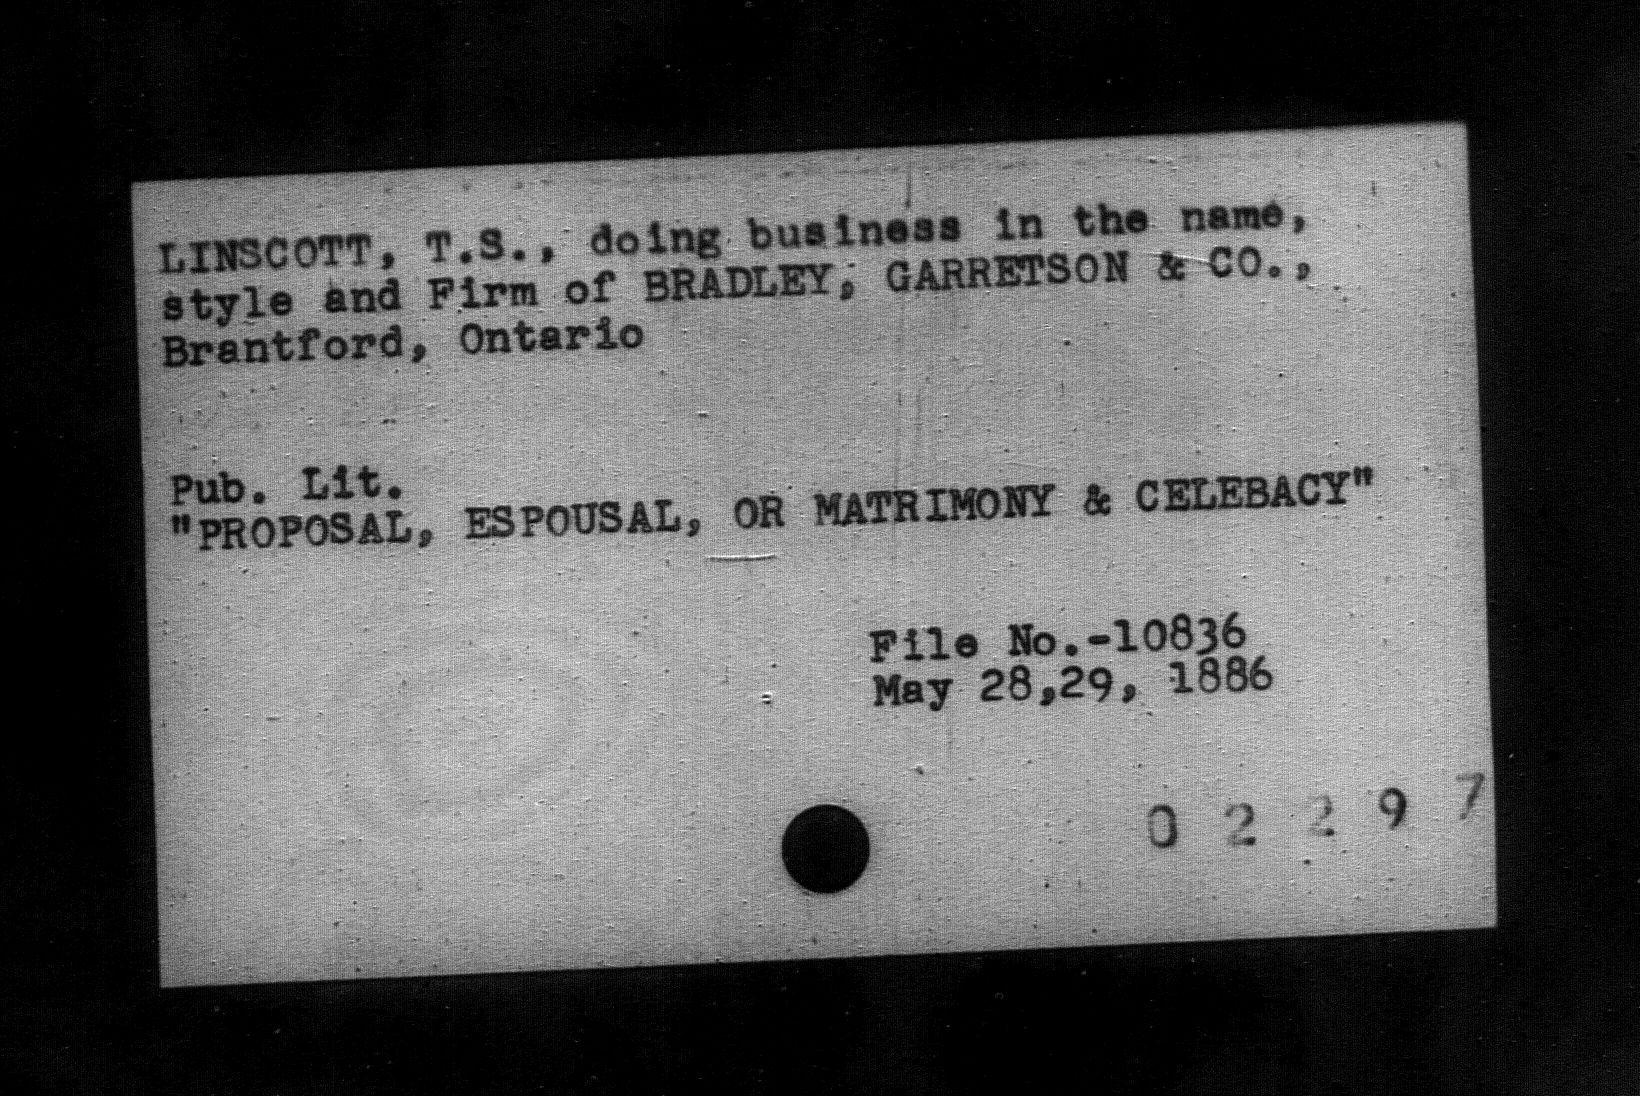 LINSCOTT, T.S., doing business in the name,
style and Firm of BRADLEY, GARRETSON & CO.,
Brantford, Ontario
Pub. Lit.
"PROPOSAL, ESPOUSAL, OR MATRIMONY & CELEBACY"
File No.-10836
May 28,29, 1886
0 2 2 9 7